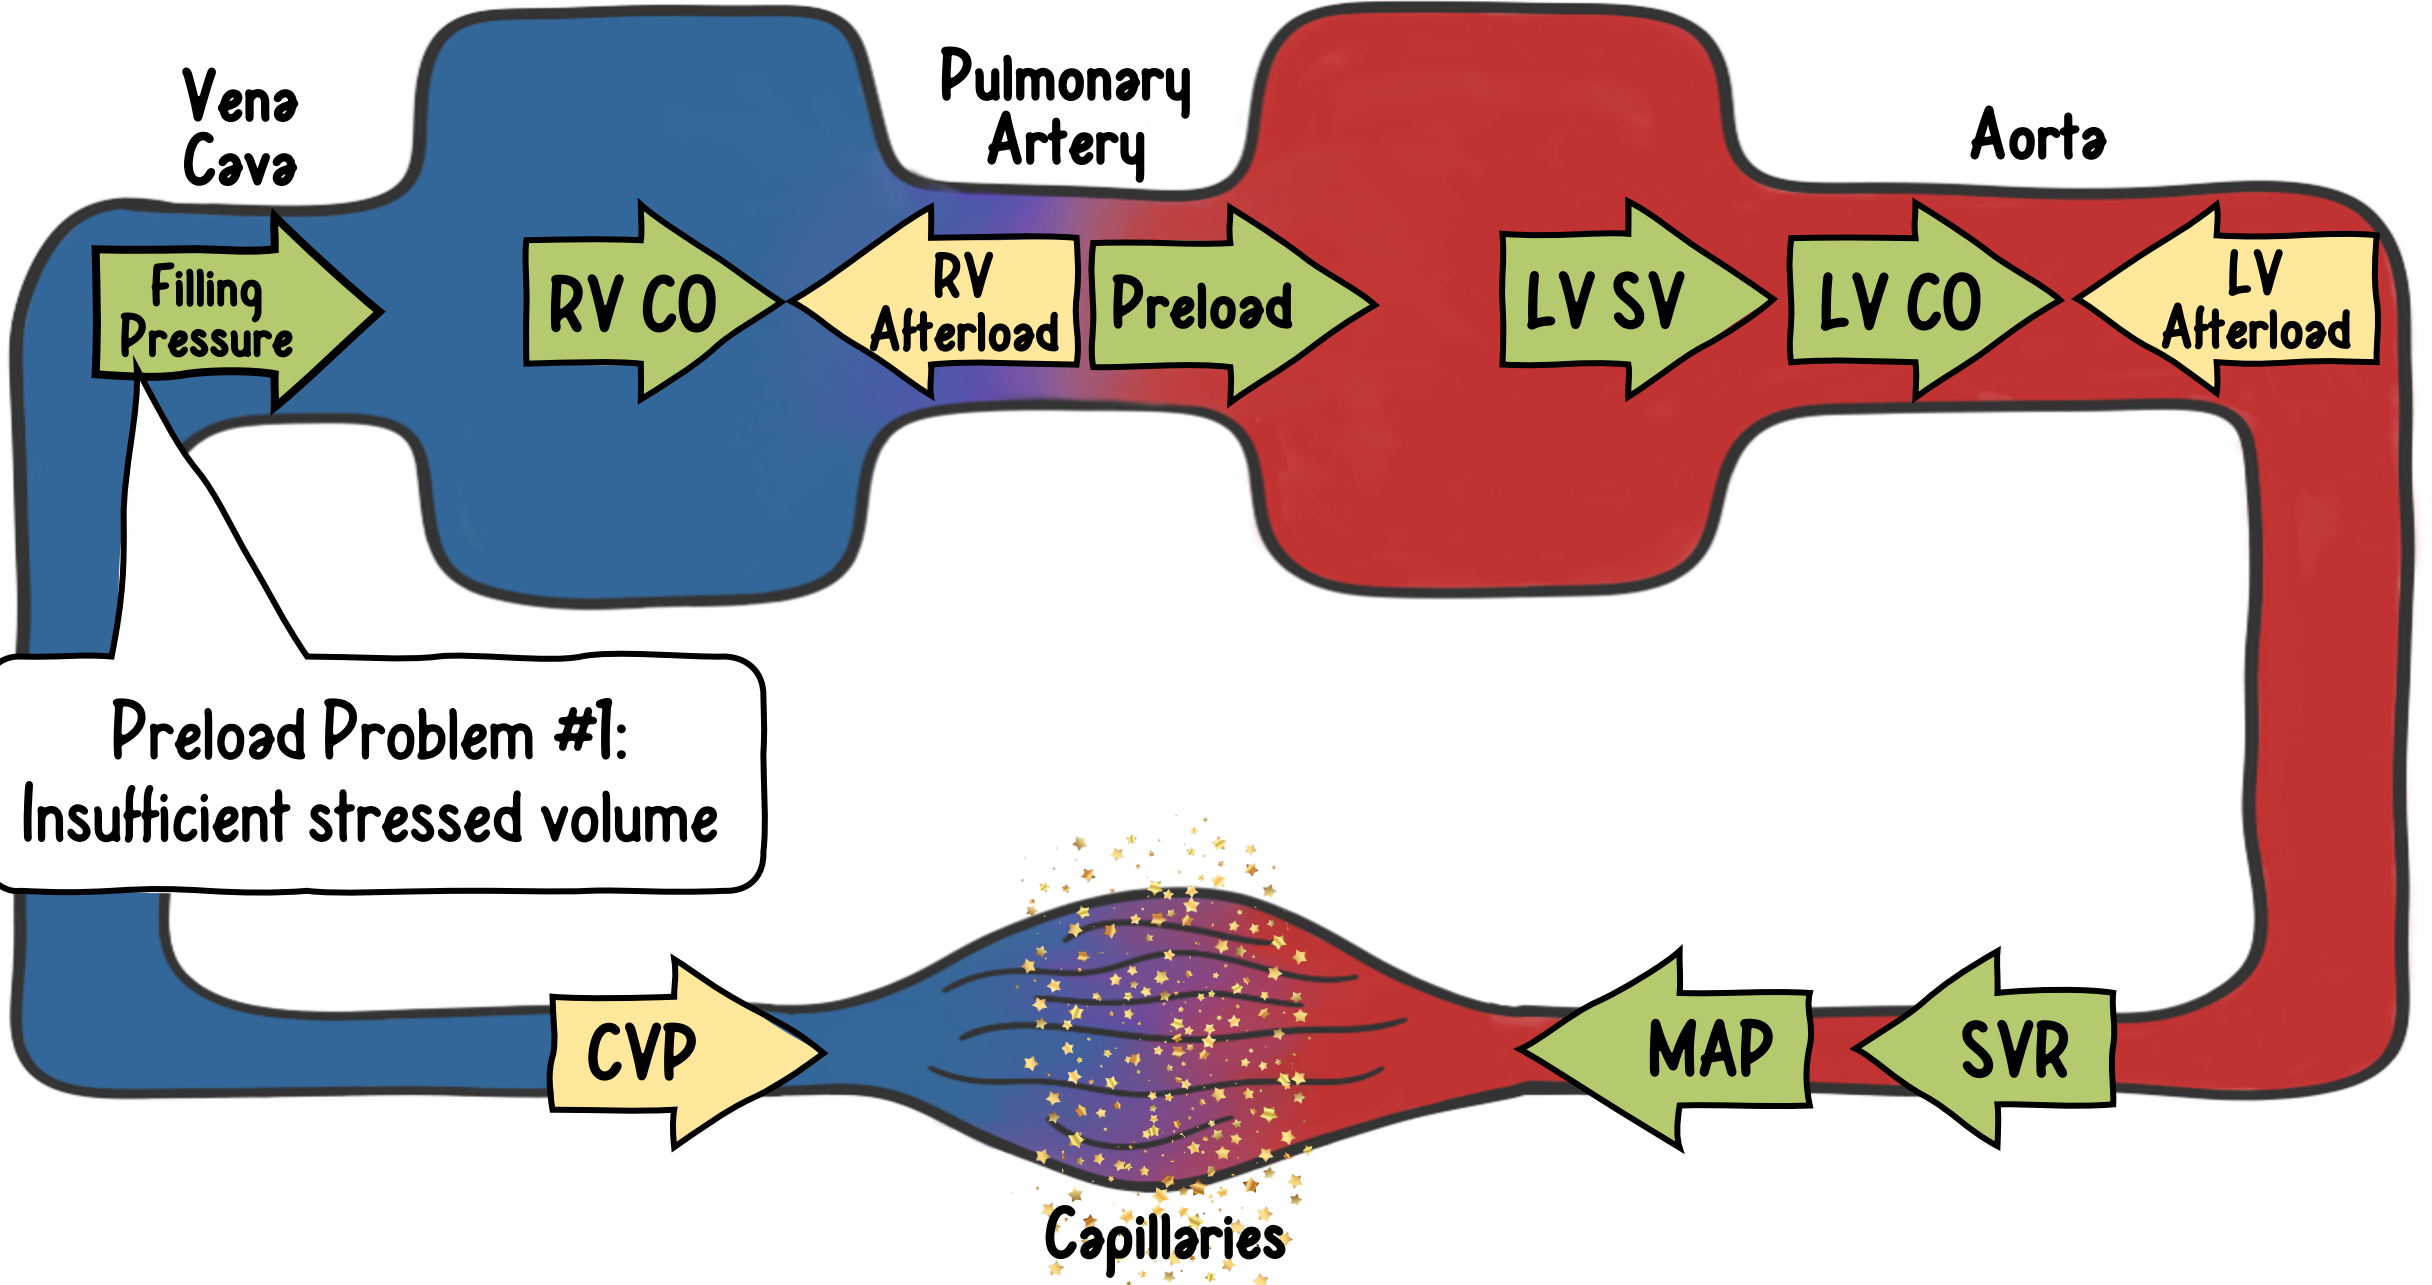 Vena
Cava
Pulmonary
Artery
Aorta
Filling
Pressure
RV CO
RV
Afterload
Preload
LV SV
LV CO
LV
Afterload
Preload Problem #1:
Insufficient stressed volume
CVP
MAP
SVR
Capillaries